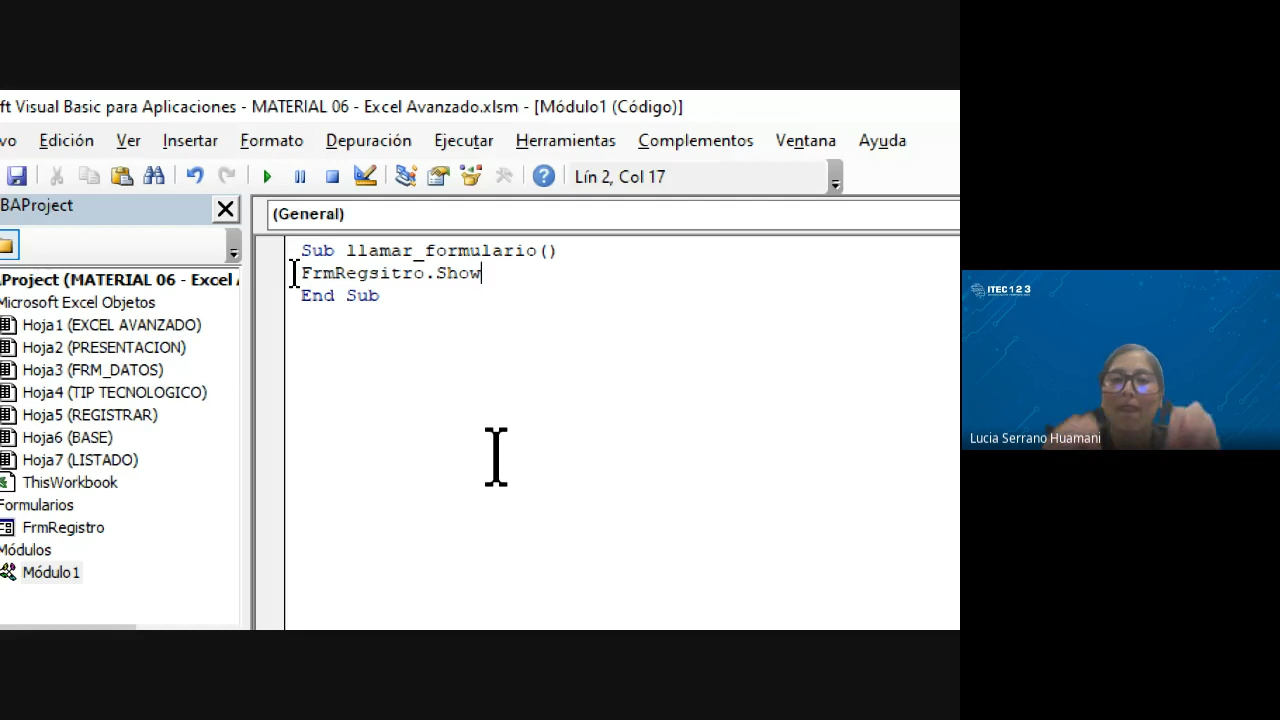 ft Visual Basic para Aplicaciones - MATERIAL 06 - Excel Avanzado.xlsm - [Módulo1 (Código)]
vo Edición Ver Insertar Formato Depuración Ejecutar Herramientas Complementos Ventana Ayuda
Lín 2, Col 17
BAProject
(General)
Sub llamar_formulario()
FrmRegsitro.Show
End Sub
Project (MATERIAL 06 - Excel A
Microsoft Excel Objetos
Hoja1 (EXCEL AVANZADO)
Hoja2 (PRESENTACION)
Hoja3 (FRM_DATOS)
Hoja4 (TIP TECNOLOGICO)
Hoja5 (REGISTRAR)
Hoja6 (BASE)
Hoja7 (LISTADO)
ThisWorkbook
Formularios
FrmRegistro
Módulos
Módulo1
ITEC 1 2 3
Lucia Serrano Huamani